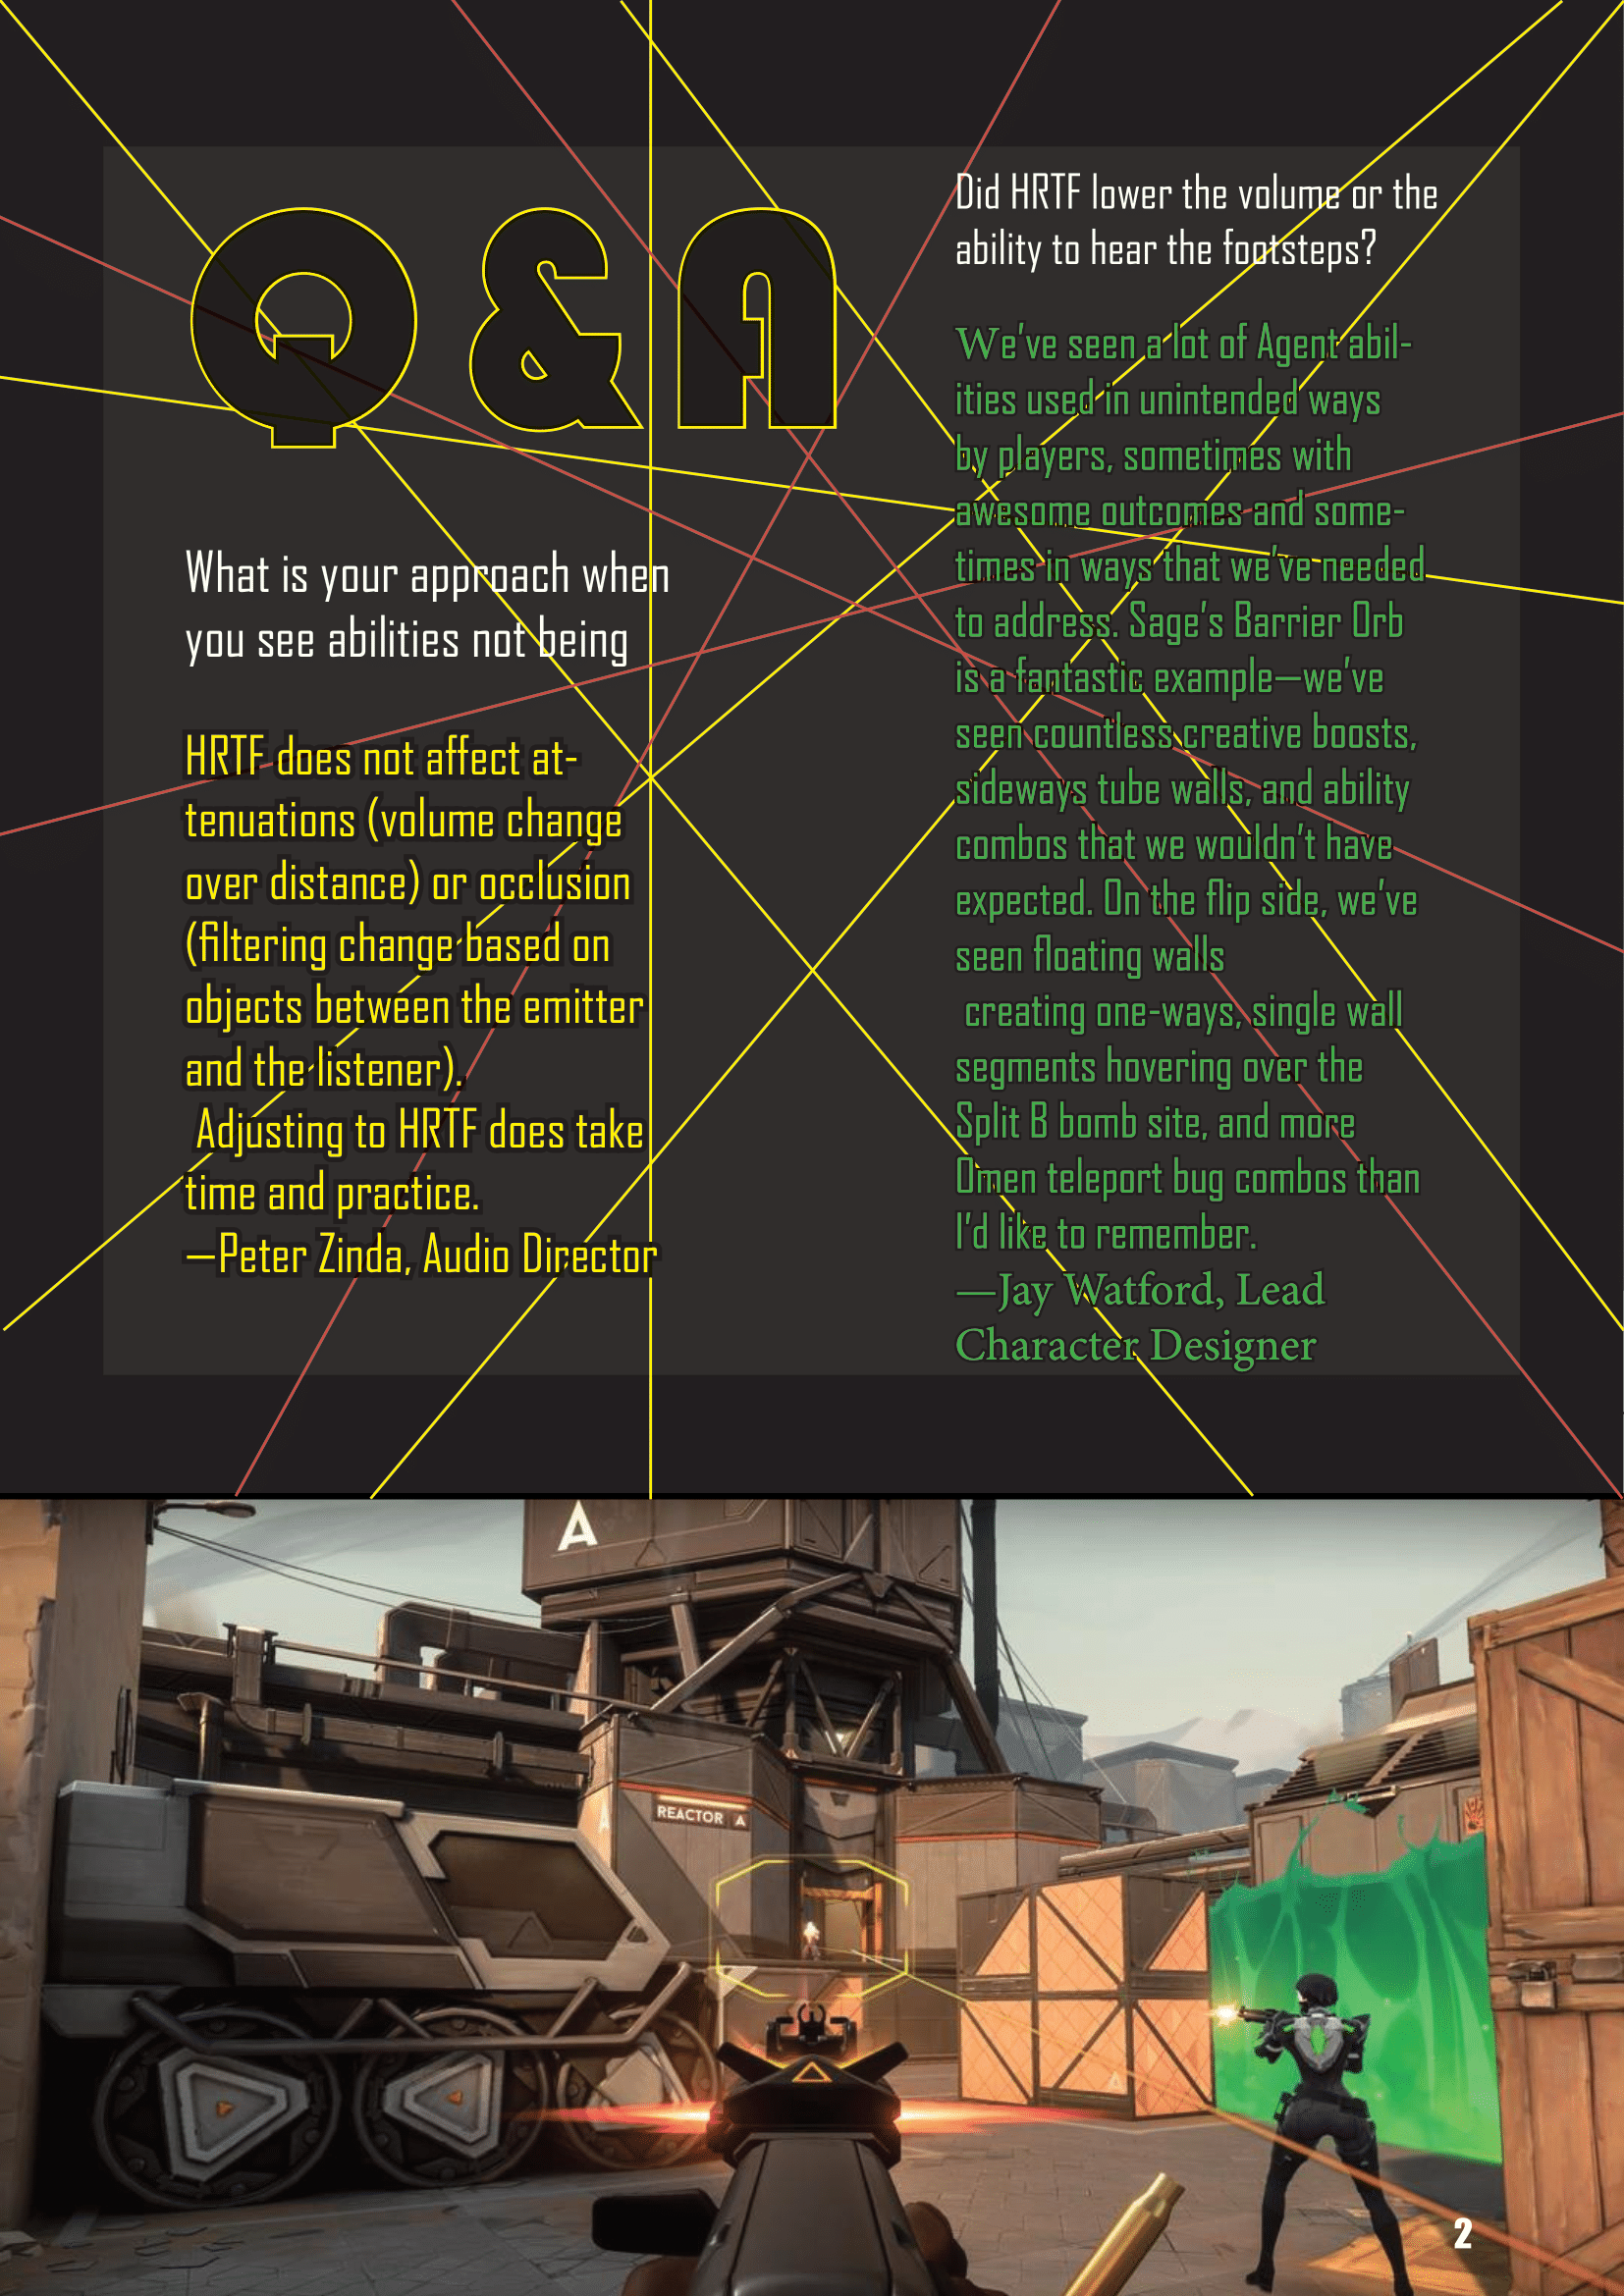 Q & A
What is your approach when
you see abilities not being
HRTF does not affect at-
tenuations (volume change
over distance) or occlusion
(filtering change based on
objects between the emitter
and the listener).
Adjusting to HRTF does take
time and practice.
—Peter Zinda, Audio Director
Did HRTF lower the volume or the
ability to hear the footsteps?
We've seen a lot of Agent abil-
ities used in unintended ways
by players, sometimes with
awesome outcomes and some-
times in ways that we've needed
to address. Sage's Barrier Orb
is a fantastic example—we've
seen countless creative boosts,
sideways tube walls, and ability
combos that we wouldn't have
expected. On the flip side, we've
seen floating walls
creating one-ways, single wall
segments hovering over the
Split B bomb site, and more
Omen teleport bug combos than
I'd like to remember.
—Jay Watford, Lead
Character Designer
A
REACTOR A
2